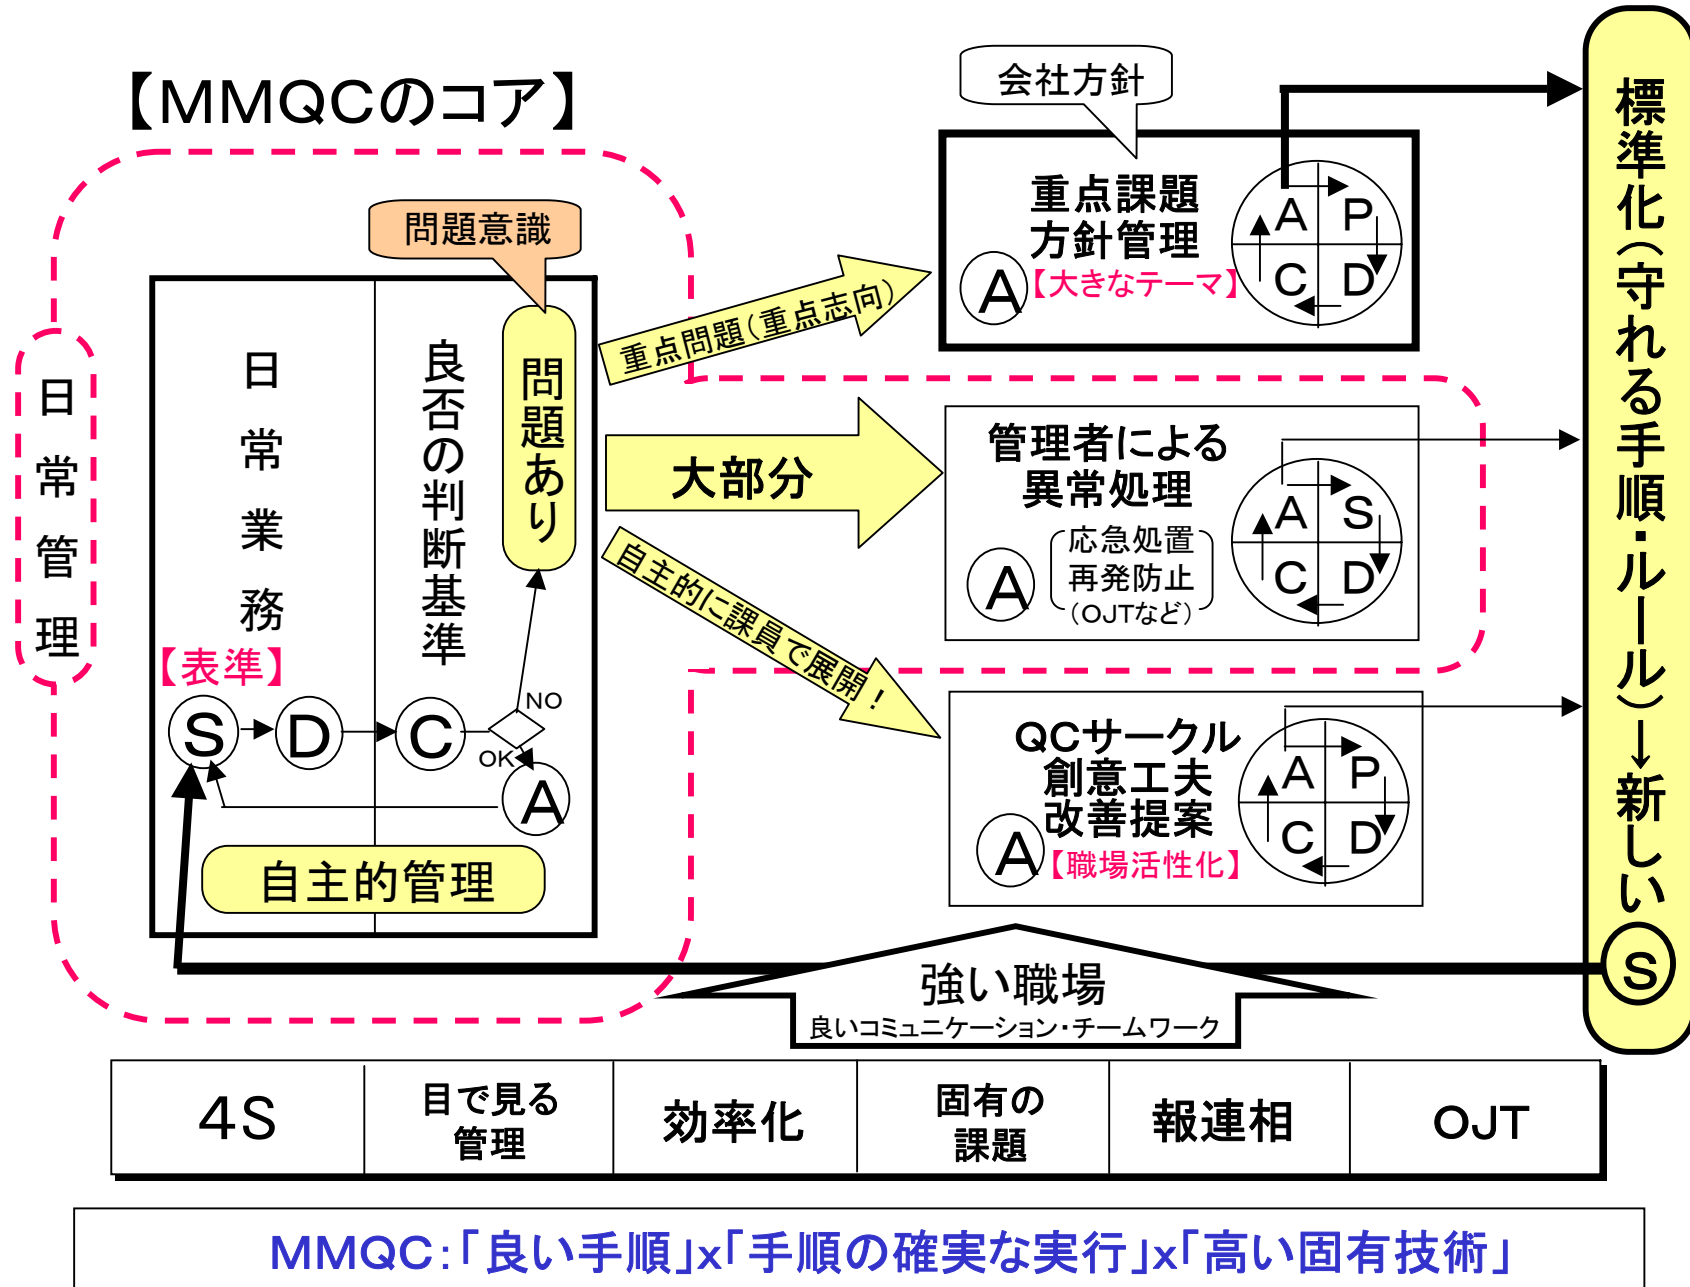 【MMQCのコア】
会社方針
問題意識
日常管理
日常業務
良否の判断基準
問題あり
【表準】
S
D
C
NO
OK
A
自主的管理
重点問題(重点志向)
大部分
自主的に課員で展開！
重点課題
方針管理
【大きなテーマ】
A
A P
C D
管理者による
異常処理
応急処置
再発防止
(OJTなど)
A
A S
C D
QCサークル
創意工夫
改善提案
【職場活性化】
A
A P
C D
標準化(守れる手順・ルール)→新しい
S
強い職場
良いコミュニケーション・チームワーク
4S
目で見る
管理
効率化
固有の
課題
報連相
OJT
MMQC:「良い手順」x「手順の確実な実行」x「高い固有技術」